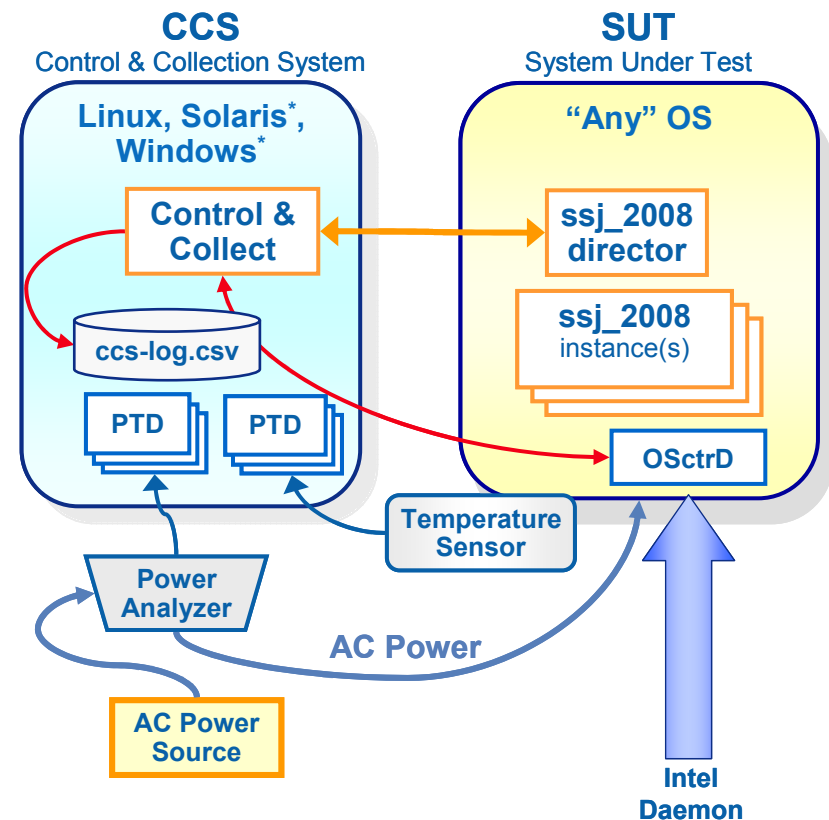 CCS
Control & Collection System
SUT
System Under Test
Linux, Solaris*,
Windows*
"Any" OS
Control &
Collect
ssj_2008
director
ssj_2008
instance(s)
ccs-log.csv
PTD
PTD
OSctrD
Temperature
Sensor
Power
Analyzer
AC Power
AC Power
Source
Intel
Daemon